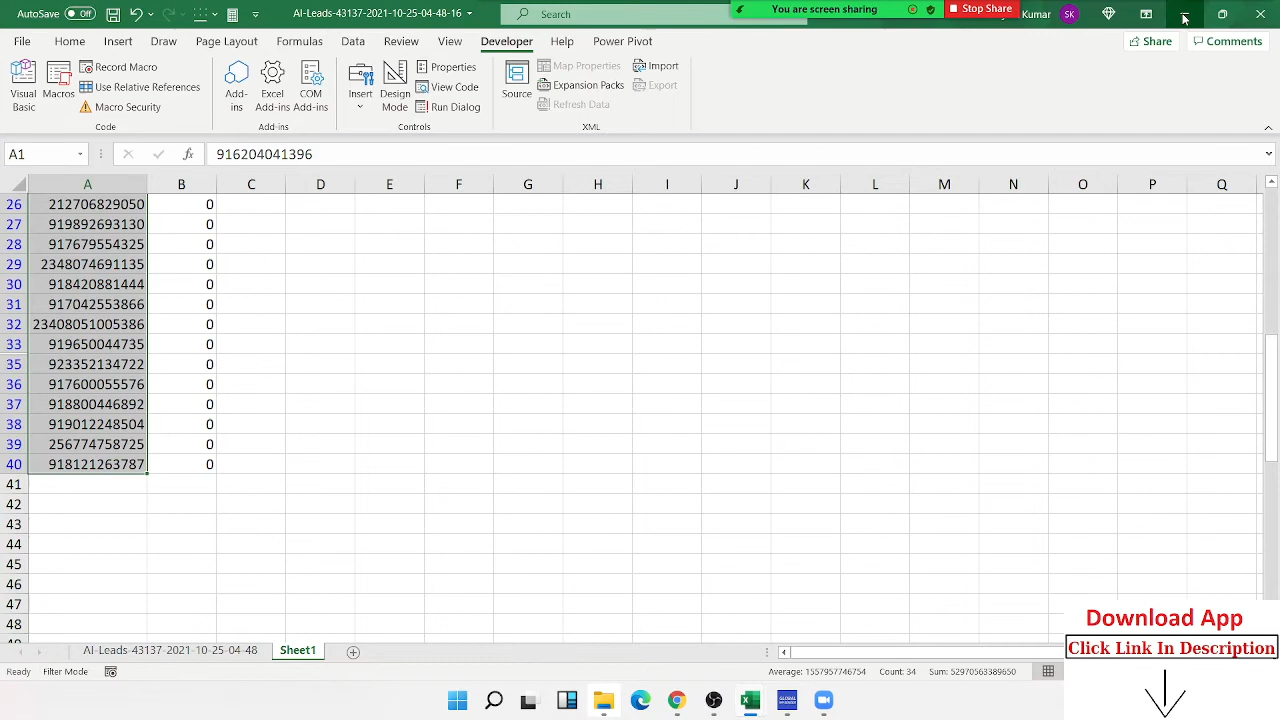 AutoSave Off AI-Leads-43137-2021-10-25-04-48-16 Search You are screen sharing Stop Share Kumar SK
File Home Insert Draw Page Layout Formulas Data Review View Developer Help Power Pivot Share Comments
Visual Basic Macros Record Macro Use Relative References Macro Security Add-ins Excel Add-ins COM Add-ins Insert Design Mode Properties View Code Run Dialog Source Map Properties Expansion Packs Refresh Data Import Export
Code Add-ins Controls XML
A1 fx 916204041396
A B C D E F G H I J K L M N O P Q
26 212706829050 0
27 919892693130 0
28 917679554325 0
29 2348074691135 0
30 918420881444 0
31 917042553866 0
32 23408051005386 0
33 919650044735 0
35 923352134722 0
36 917600055576 0
37 918800446892 0
38 919012248504 0
39 256774758725 0
40 918121263787 0
41
42
43
44
45
46
47
48
Download App
Click Link In Description
AI-Leads-43137-2021-10-25-04-48 Sheet1
Ready Filter Mode Average: 1557957746754 Count: 34 Sum: 52970563389650